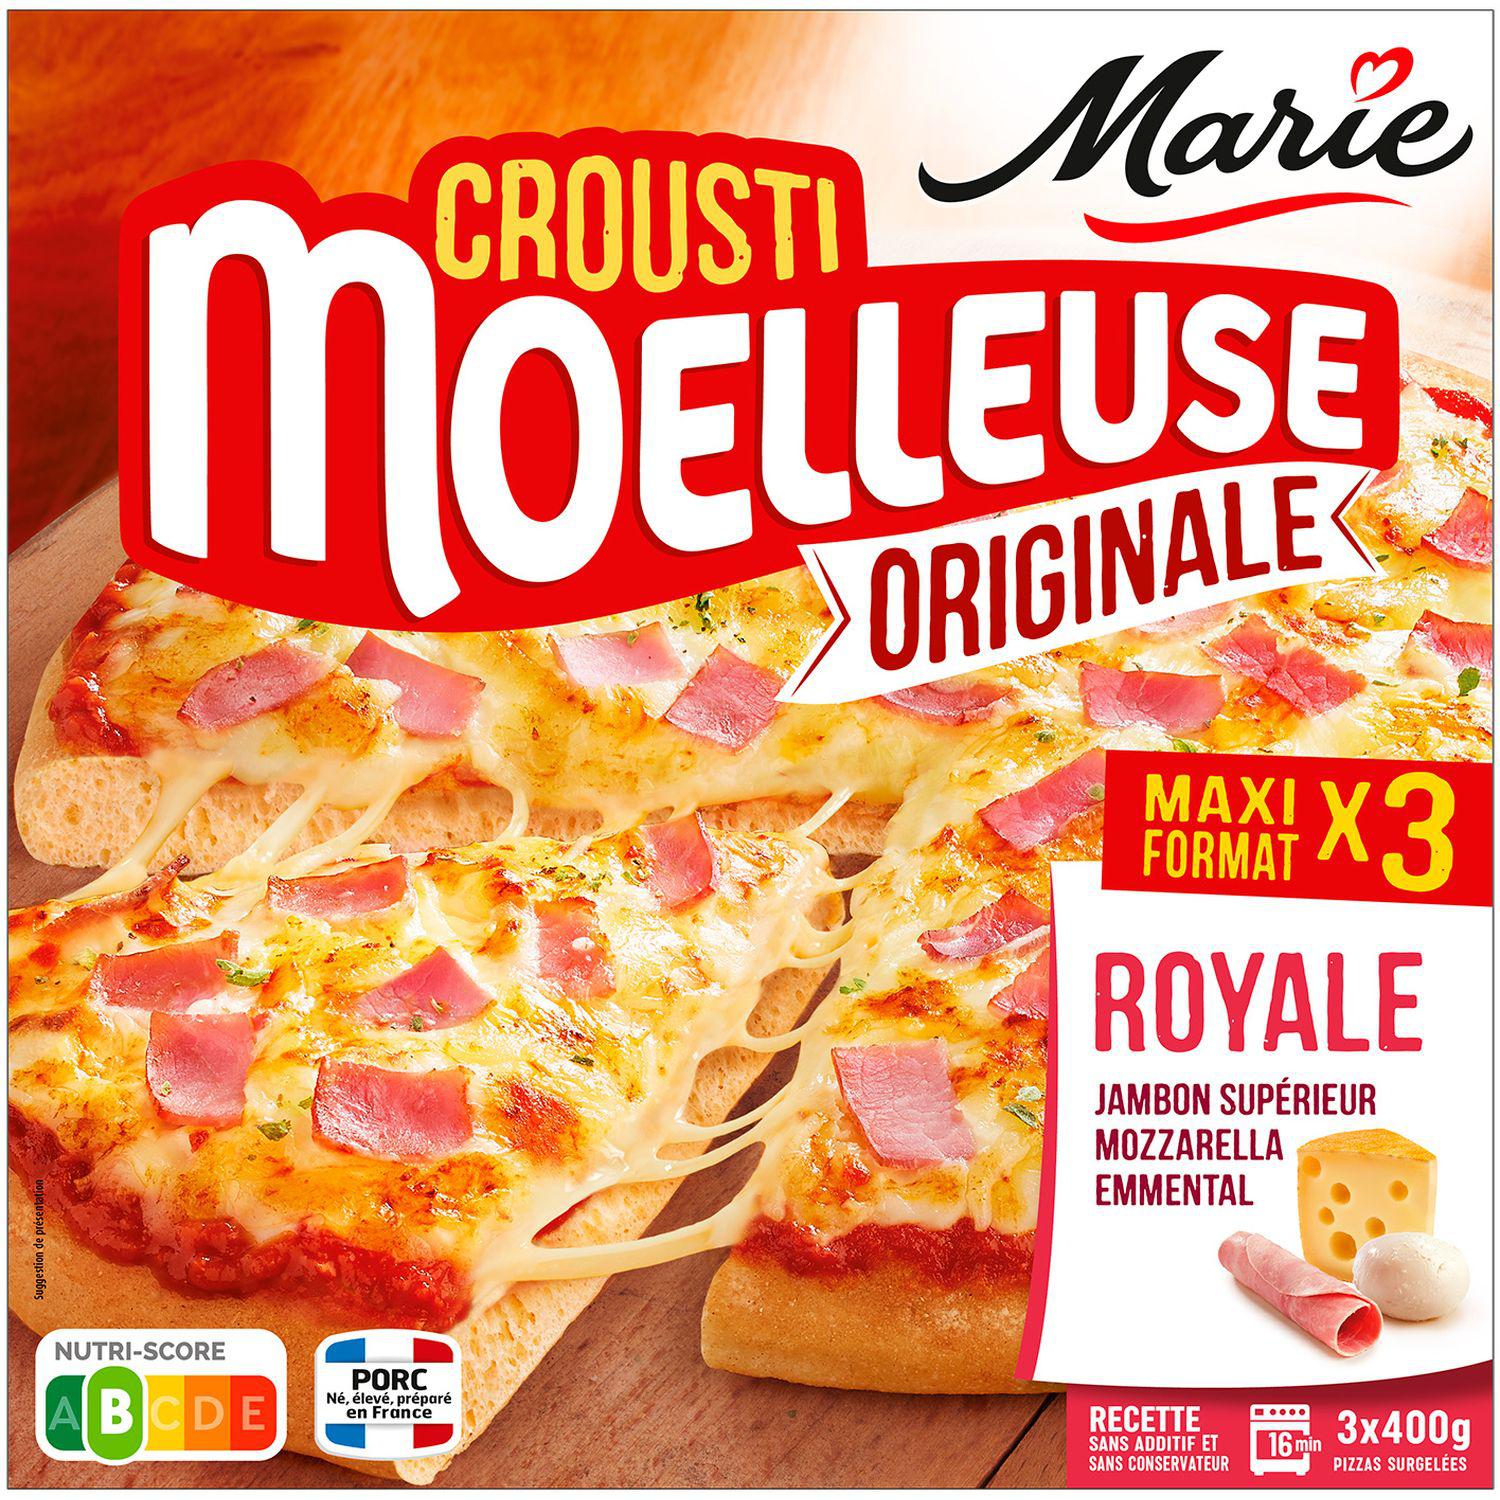 Marie
CROUSTI
MOELLEUSE
ORIGINALE
MAXI
FORMAT
X3
ROYALE
JAMBON SUPÉRIEUR
MOZZARELLA
EMMENTAL
Suggestion de présentation
NUTRI-SCORE
A B C D E
PORC
Né, élevé, préparé
en France
RECETTE
SANS ADDITIF ET
SANS CONSERVATEUR
16 min
3x400g
PIZZAS SURGELÉES